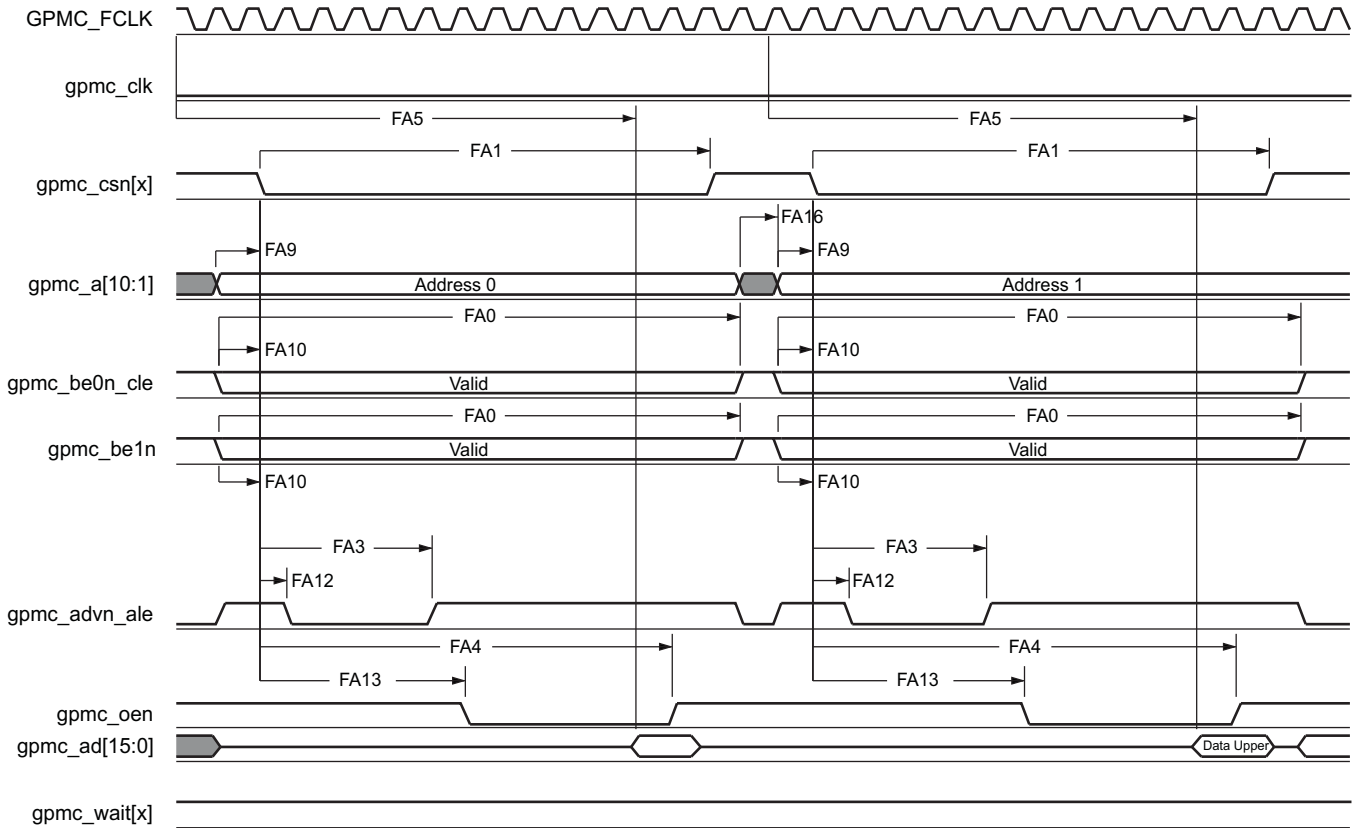 GPMC_FCLK
gpmc_clk
FA5 FA5
FA1 FA1
gpmc_csn[x]
FA16
FA9 FA9
gpmc_a[10:1] Address 0 Address 1
FA0 FA0
FA10 FA10
gpmc_be0n_cle Valid Valid
FA0 FA0
gpmc_be1n Valid Valid
FA10 FA10
FA3 FA3
FA12 FA12
gpmc_advn_ale
FA4 FA4
FA13 FA13
gpmc_oen
gpmc_ad[15:0] Data Upper
gpmc_wait[x]